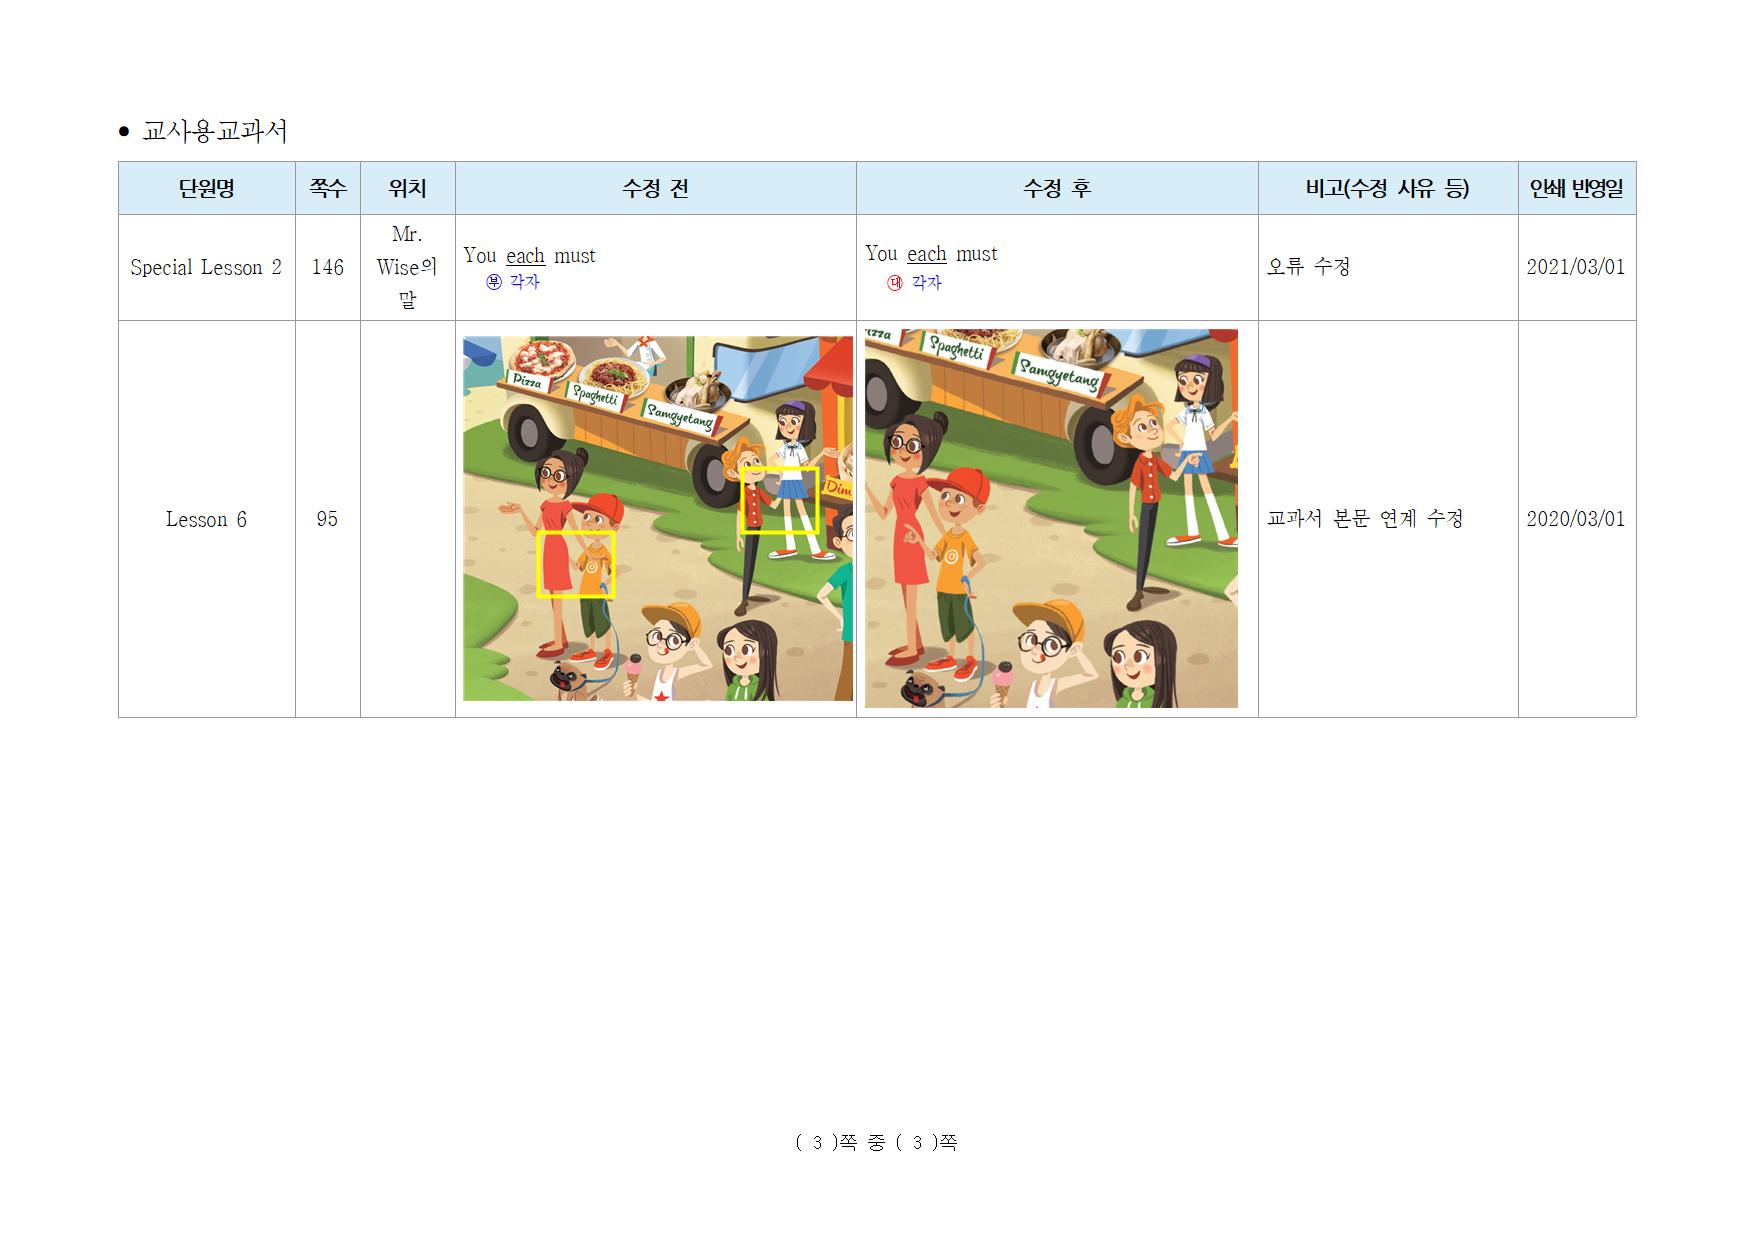 • 교사용교과서
단원명 쪽수 위치 수정 전 수정 후 비고(수정 사유 등) 인쇄 반영일
Special Lesson 2 146 Mr. Wise의 말
You each must
㉾ 각자
You each must
㊛ 각자
오류 수정 2021/03/01
Lesson 6 95
Pizza
Spaghetti
Samgyetang
Dim
izza
Spaghetti
Samgyetang
교과서 본문 연계 수정 2020/03/01
( 3 )쪽 중 ( 3 )쪽